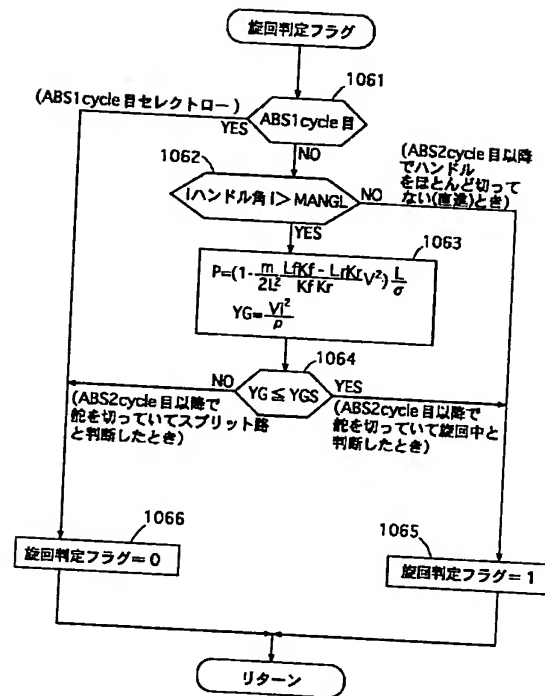 旋回判定フラグ
1061
(ABS1cycle目セレクトロー)
YES
ABS1cycle目
NO
1062
(ABS2cycle目以降
でハンドル
をほとんど切って
ない(直進)とき)
|ハンドル角|> MANGL
NO
YES
1063
P=(1-m/2L² LfKf-LrKr/KfKr V²)L/σ
YG=Vi²/ρ
1064
NO
YG≦YGS
YES
(ABS2cycle目以降で
舵を切っていてスプリット路
と判断したとき)
(ABS2cycle目以降で
舵を切っていて旋回中と
判断したとき)
1066
旋回判定フラグ=0
1065
旋回判定フラグ=1
リターン